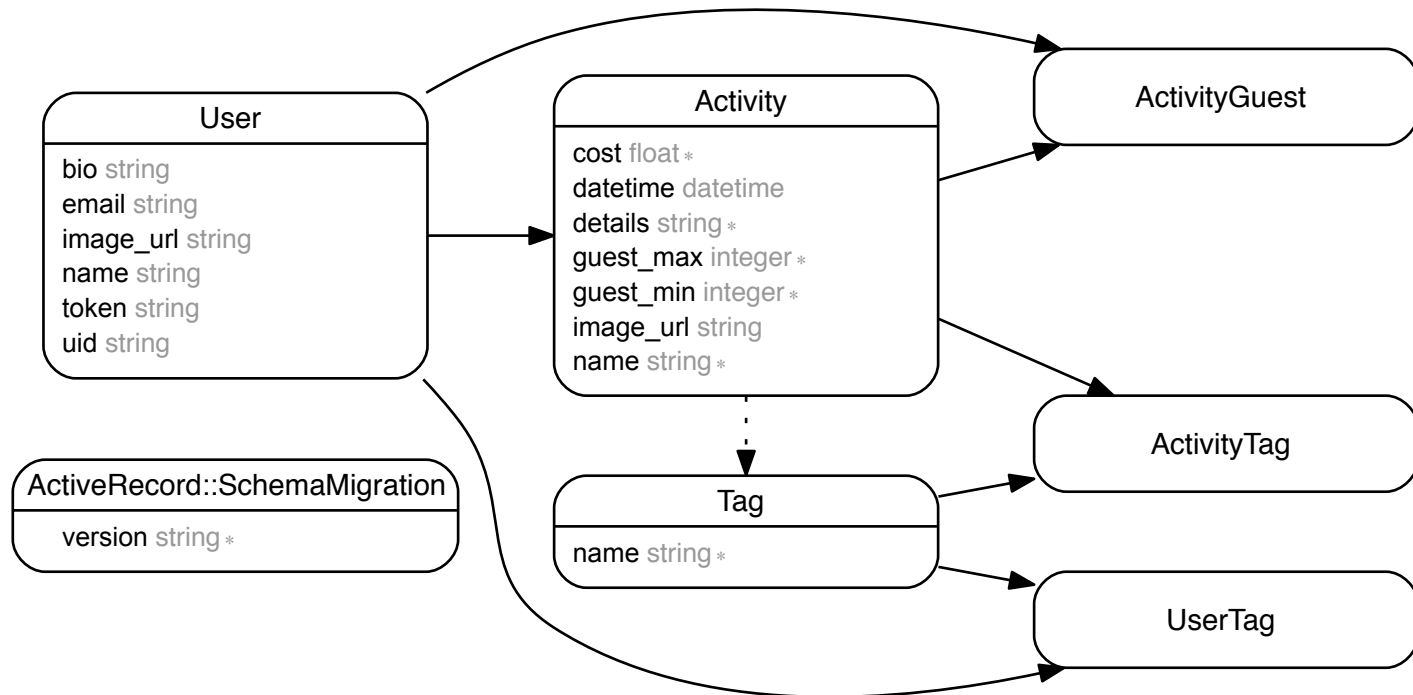 User
bio string
email string
image_url string
name string
token string
uid string
ActiveRecord::SchemaMigration
version string *
Activity
cost float *
datetime datetime
details string *
guest_max integer *
guest_min integer *
image_url string
name string *
Tag
name string *
ActivityGuest
ActivityTag
UserTag